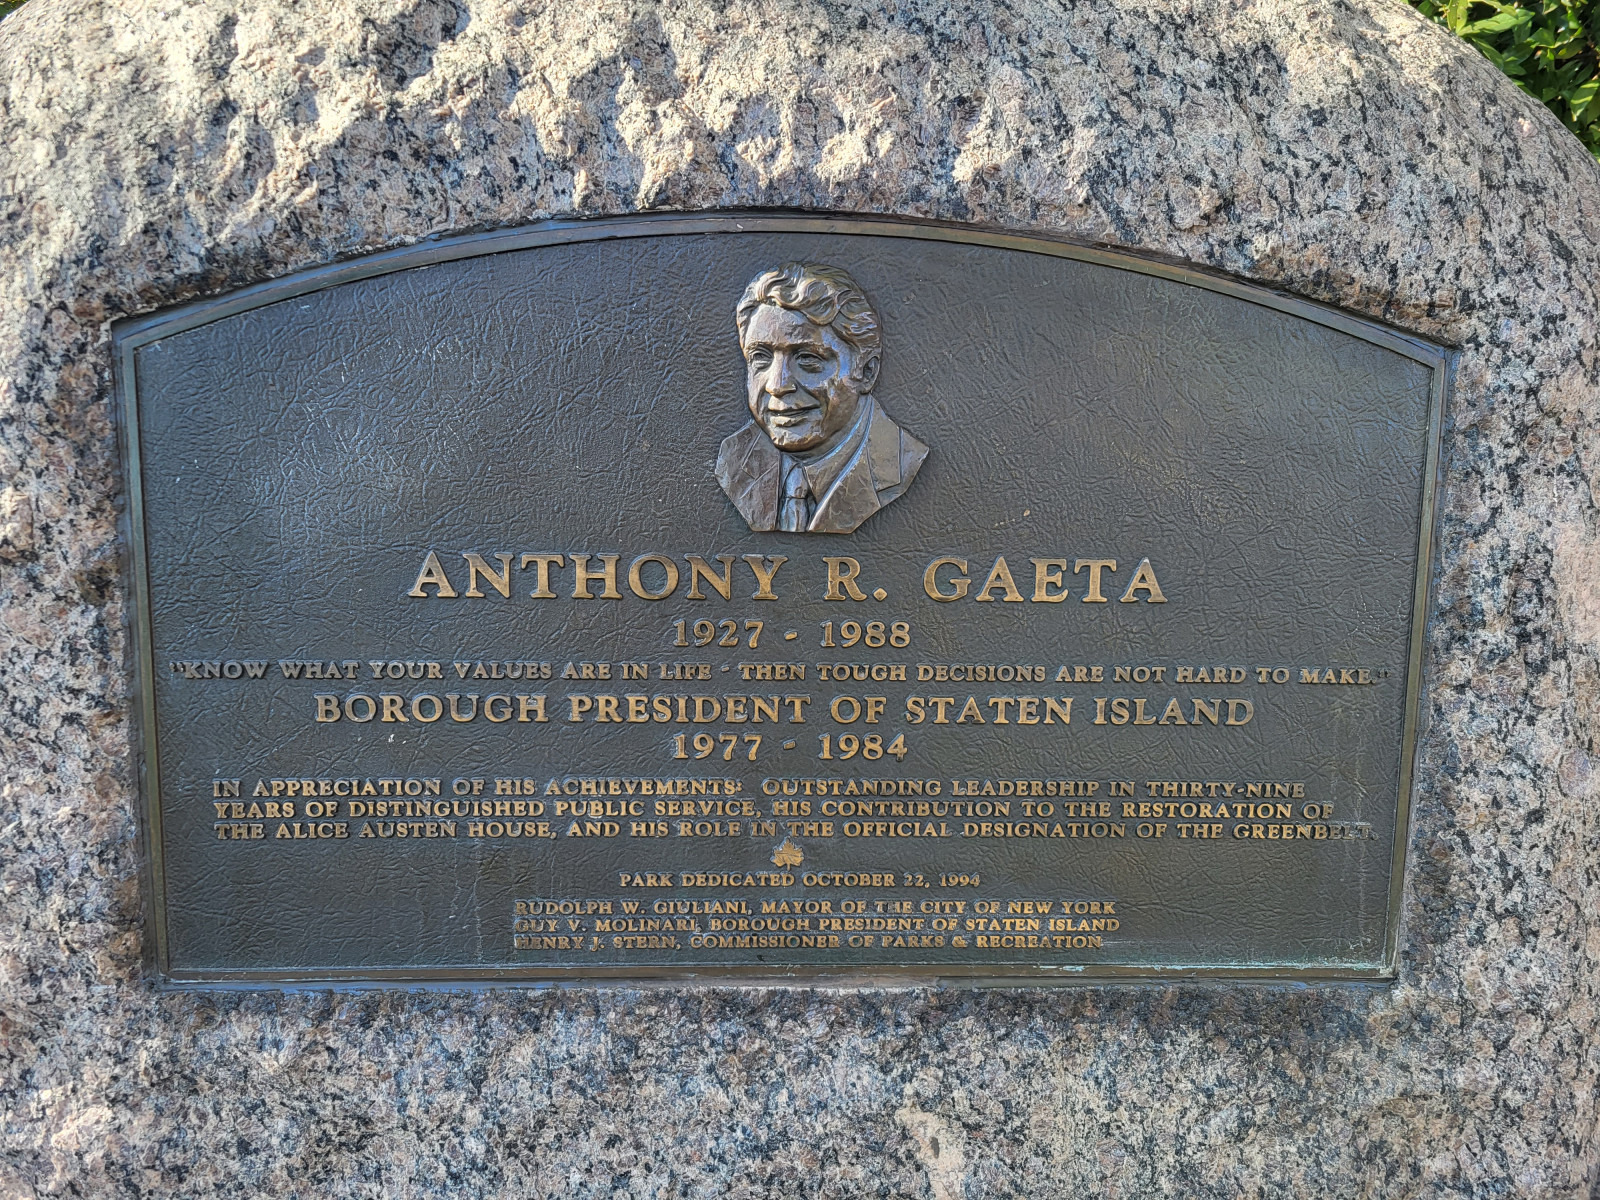 ANTHONY R. GAETA
1927 - 1988
"KNOW WHAT YOUR VALUES ARE IN LIFE - THEN TOUGH DECISIONS ARE NOT HARD TO MAKE."
BOROUGH PRESIDENT OF STATEN ISLAND
1977 - 1984
IN APPRECIATION OF HIS ACHIEVEMENTS: OUTSTANDING LEADERSHIP IN THIRTY-NINE
YEARS OF DISTINGUISHED PUBLIC SERVICE, HIS CONTRIBUTION TO THE RESTORATION OF
THE ALICE AUSTEN HOUSE, AND HIS ROLE IN THE OFFICIAL DESIGNATION OF THE GREENBELT.
PARK DEDICATED OCTOBER 22, 1994
RUDOLPH W. GIULIANI, MAYOR OF THE CITY OF NEW YORK
GUY V. MOLINARI, BOROUGH PRESIDENT OF STATEN ISLAND
HENRY J. STERN, COMMISSIONER OF PARKS & RECREATION